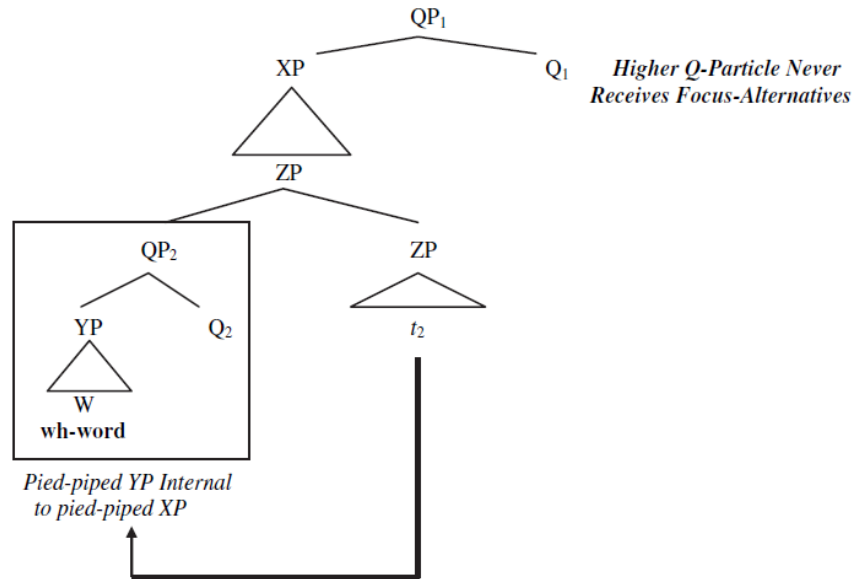 QP₁
XP
Q₁
Higher Q-Particle Never
Receives Focus-Alternatives
ZP
QP₂
ZP
YP
Q₂
t₂
W
wh-word
Pied-piped YP Internal
to pied-piped XP